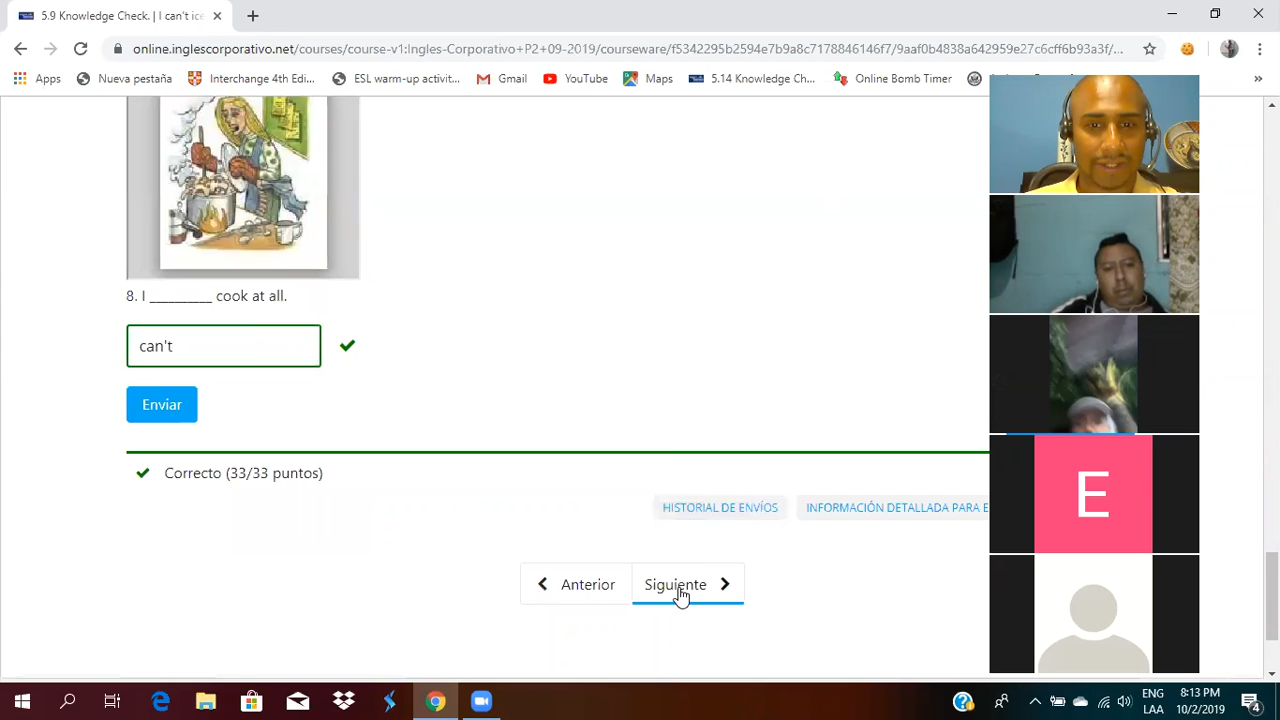 5.9 Knowledge Check. | I can't ice
online.inglescorporativo.net/courses/course-v1:Ingles-Corporativo+P2+09-2019/courseware/f534229bb2594e7b9a8c7178846146f7/9aaf0b4838a642959e27c6cff6b93a3f/...
Apps
Nueva pestaña
Interchange 4th Edi...
ESL warm-up activit...
Gmail
YouTube
Maps
5.14 Knowledge Ch...
Online Bomb Timer
8. I _________ cook at all.
can't
Enviar
Correcto (33/33 puntos)
HISTORIAL DE ENVÍOS
INFORMACIÓN DETALLADA PARA E
Anterior
Siguiente
E
ENG
LAA
8:13 PM
10/2/2019
4